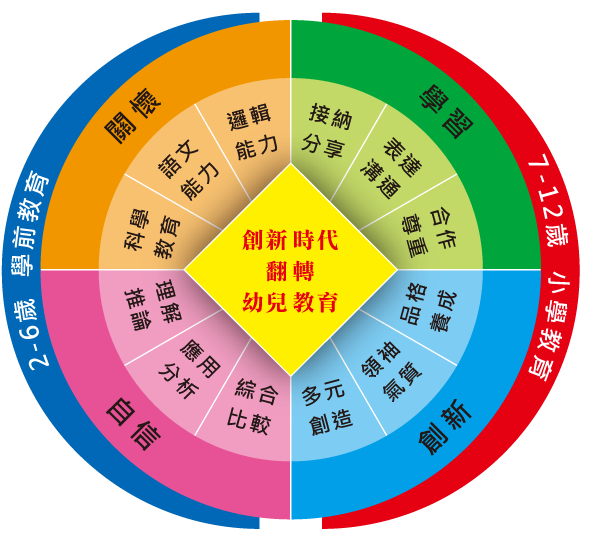 創新時代
翻轉
幼兒教育
關懷
邏輯
能力
語文
能力
科學
教育
學習
接納
分享
表達
溝通
合作
尊重
創新
品格
養成
領袖
氣質
多元
創造
自信
理解
推論
應用
分析
綜合
比較
2-6歲 學前教育
7-12歲 小學教育